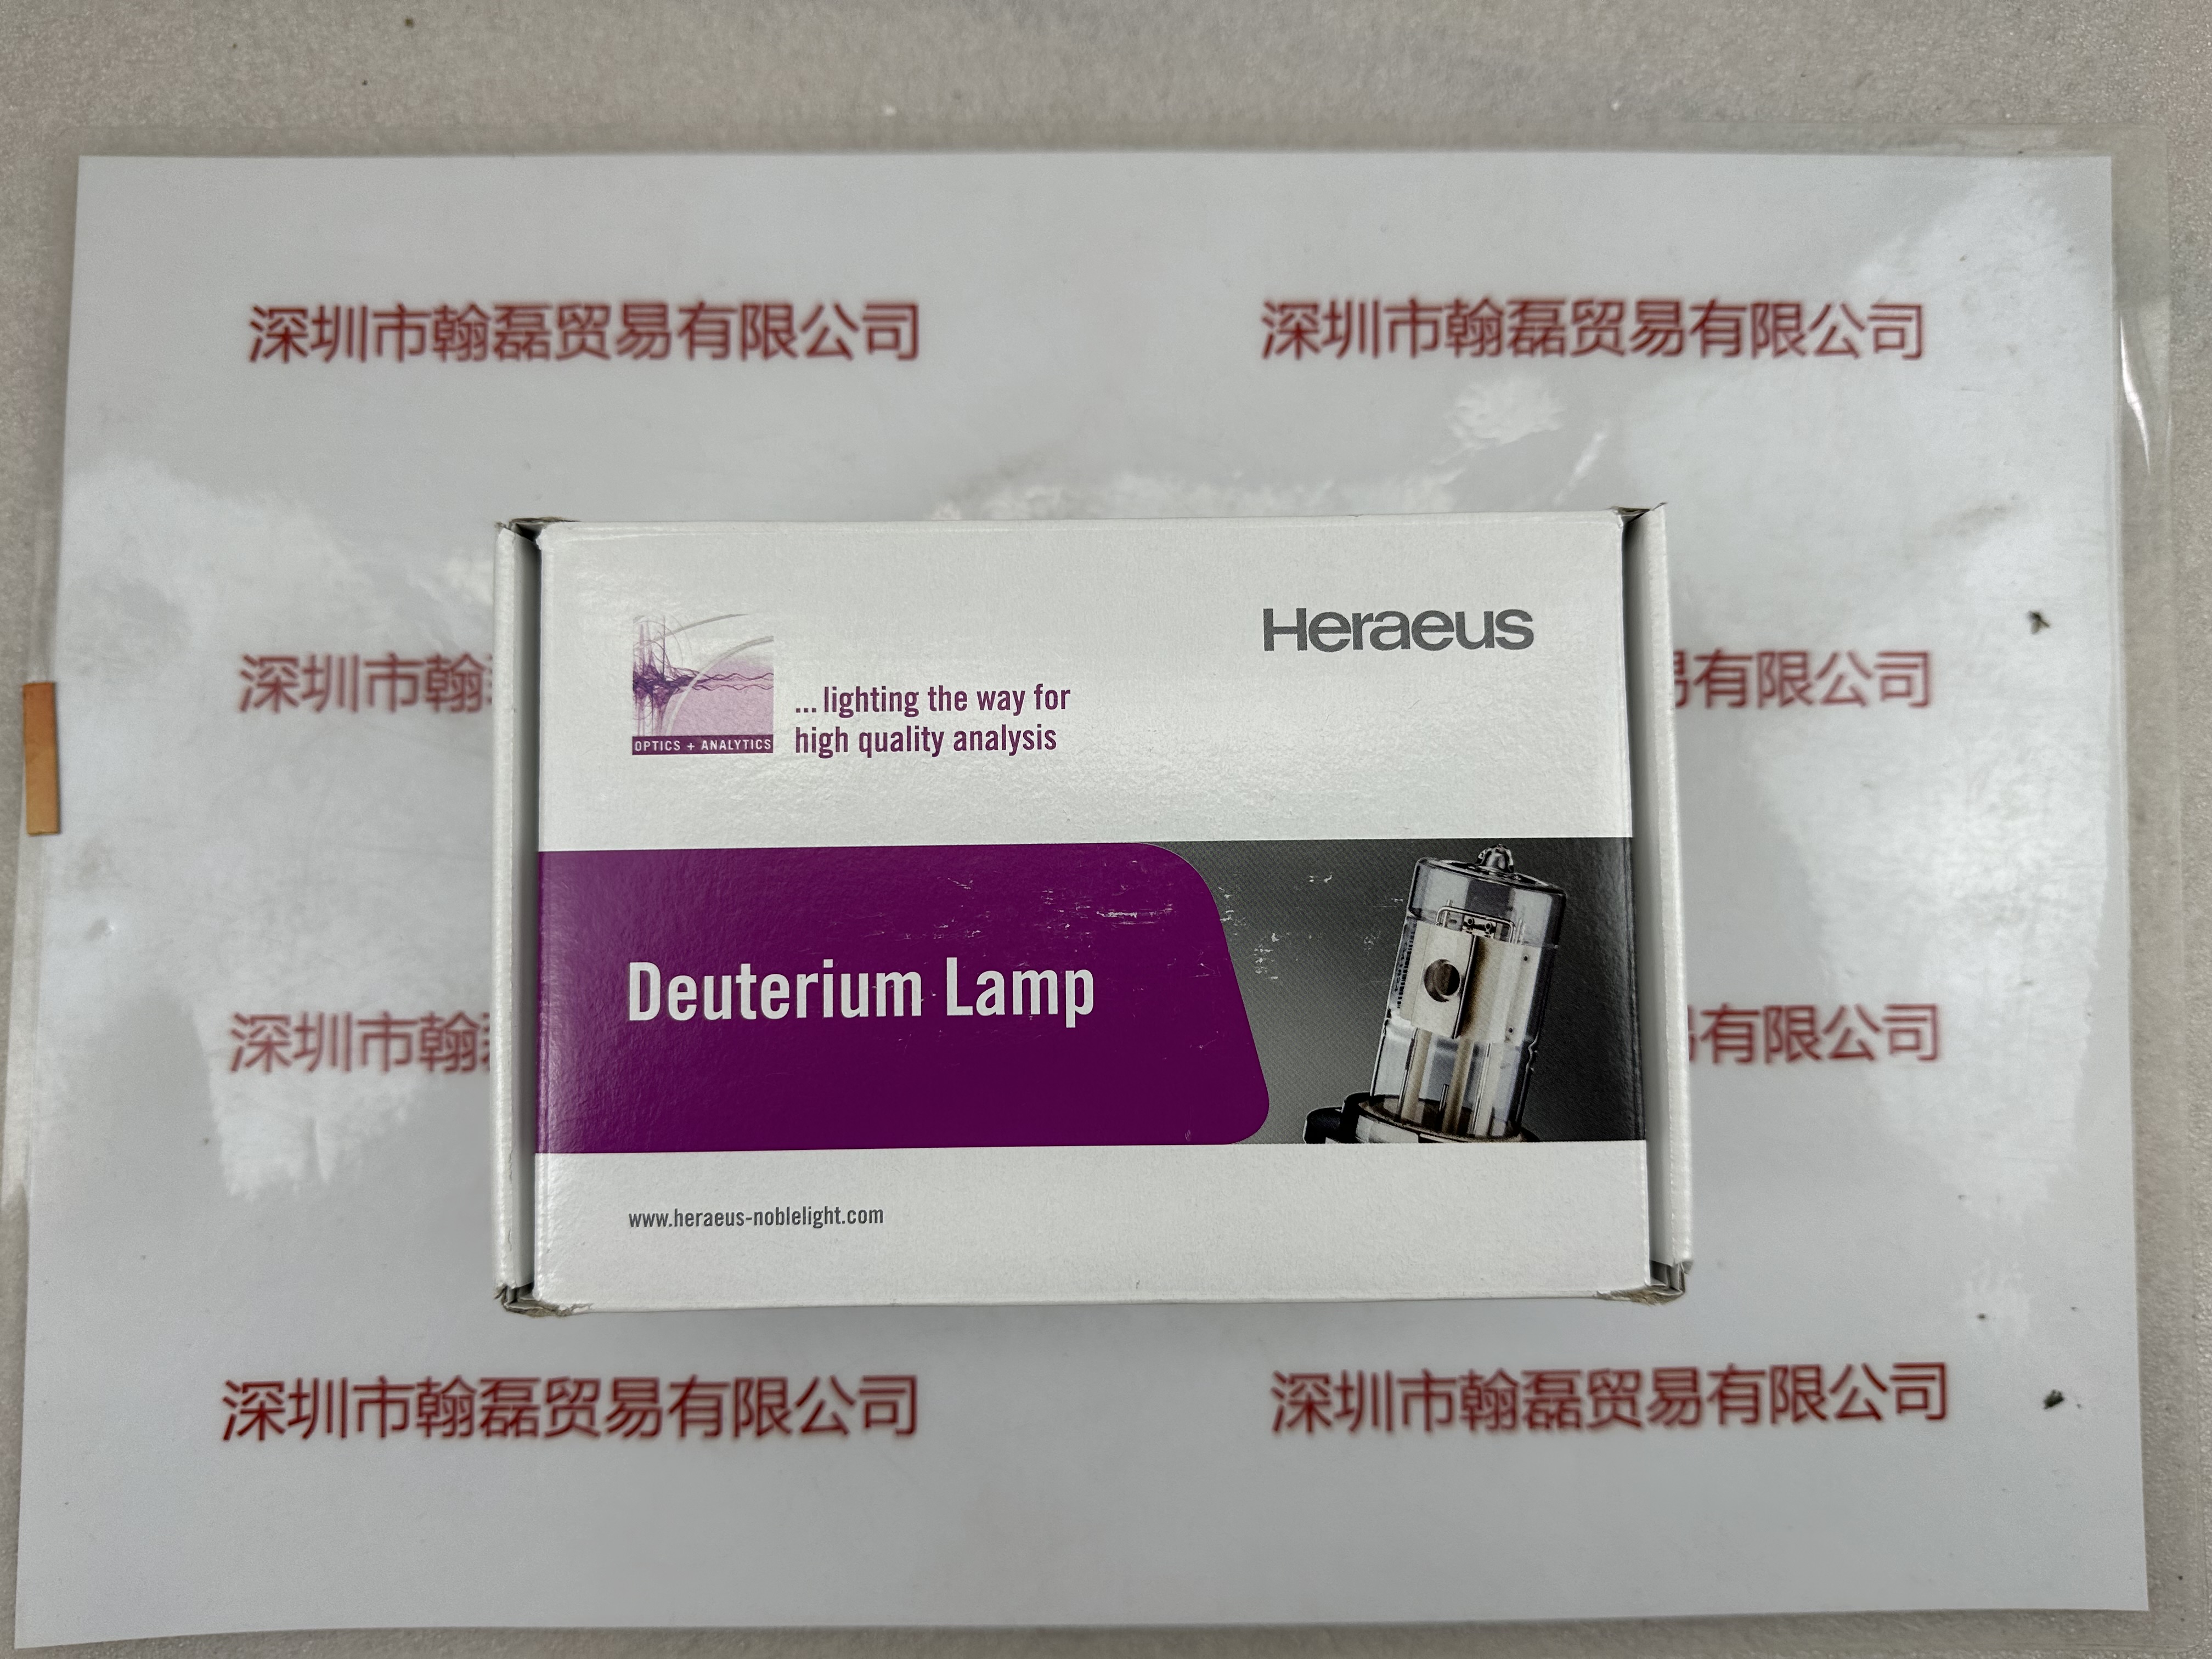 深圳市翰磊贸易有限公司 深圳市翰磊贸易有限公司
Heraeus
... lighting the way for
high quality analysis
OPTICS + ANALYTICS
深圳市翰 易有限公司
Deuterium Lamp
深圳市翰 有限公司
www.heraeus-noblelight.com
深圳市翰磊贸易有限公司 深圳市翰磊贸易有限公司